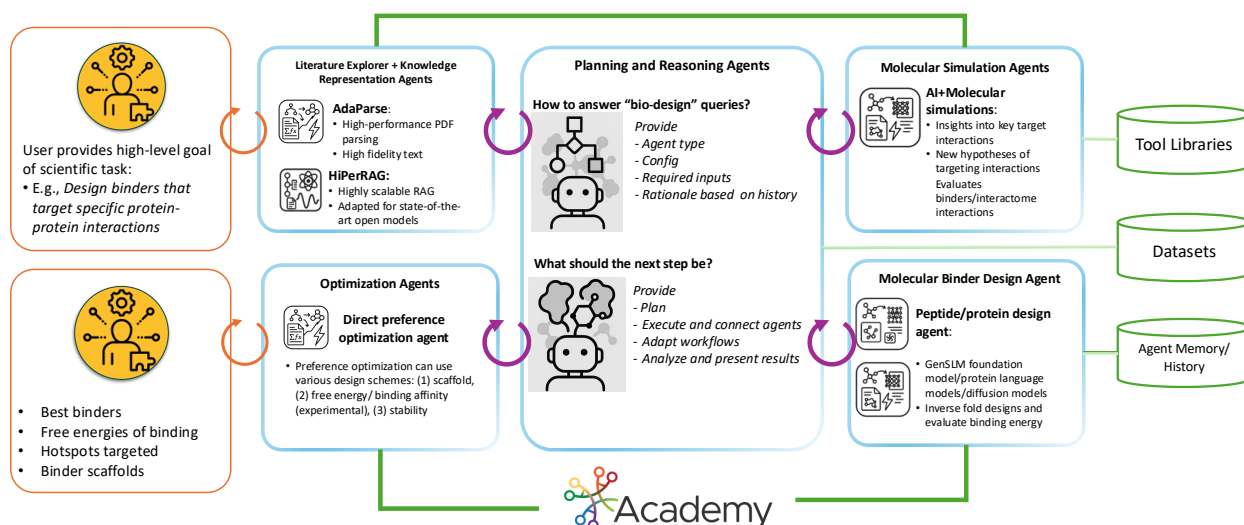 User provides high-level goal
of scientific task:
• E.g., Design binders that
target specific protein-
protein interactions
Literature Explorer + Knowledge
Representation Agents
AdaParse:
• High-performance PDF
parsing
• High fidelity text
HiPerRAG:
• Highly scalable RAG
• Adapted for state-of-the-
art open models
Planning and Reasoning Agents
How to answer “bio-design” queries?
Provide
- Agent type
- Config
- Required inputs
- Rationale based on history
What should the next step be?
Provide
- Plan
- Execute and connect agents
- Adapt workflows
- Analyze and present results
Molecular Simulation Agents
AI+Molecular
simulations:
• Insights into key target
interactions
• New hypotheses of
targeting interactions
Evaluates
binders/interactome
interactions
Tool Libraries
Datasets
Agent Memory/
History
• Best binders
• Free energies of binding
• Hotspots targeted
• Binder scaffolds
Optimization Agents
Direct preference
optimization agent
• Preference optimization can use
various design schemes: (1) scaffold,
(2) free energy/ binding affinity
(experimental), (3) stability
Molecular Binder Design Agent
Peptide/protein design
agent:
• GenSLM foundation
model/protein language
models/diffusion models
• Inverse fold designs and
evaluate binding energy
Academy